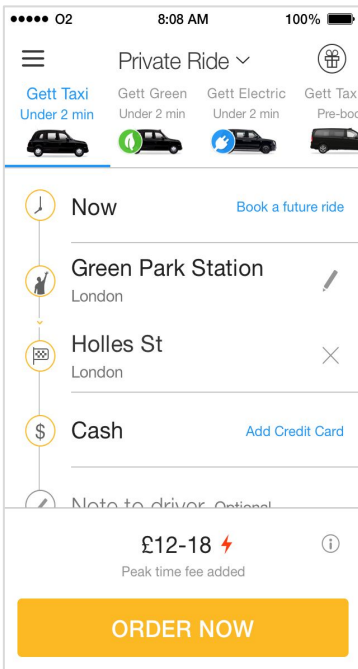 O2 8:08 AM 100%
Private Ride
Gett Taxi Gett Green Gett Electric Gett Tax
Under 2 min Under 2 min Under 2 min Pre-boo
Now Book a future ride
Green Park Station
London
Holles St
London
$ Cash Add Credit Card
Note to driver Optional
£12-18
Peak time fee added
ORDER NOW